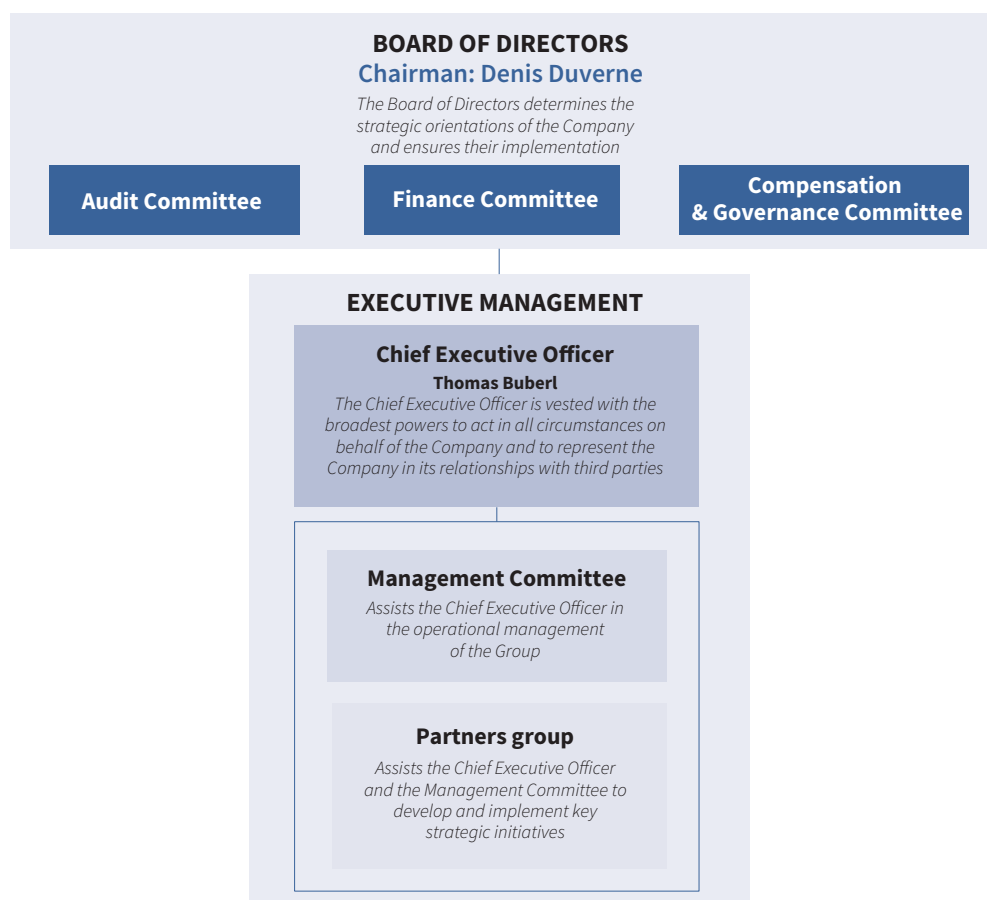 BOARD OF DIRECTORS
Chairman: Denis Duverne
The Board of Directors determines the
strategic orientations of the Company
and ensures their implementation
Audit Committee
Finance Committee
Compensation
& Governance Committee
EXECUTIVE MANAGEMENT
Chief Executive Officer
Thomas Buberl
The Chief Executive Officer is vested with the
broadest powers to act in all circumstances on
behalf of the Company and to represent the
Company in its relationships with third parties
Management Committee
Assists the Chief Executive Officer in
the operational management
of the Group
Partners group
Assists the Chief Executive Officer
and the Management Committee to
develop and implement key
strategic initiatives